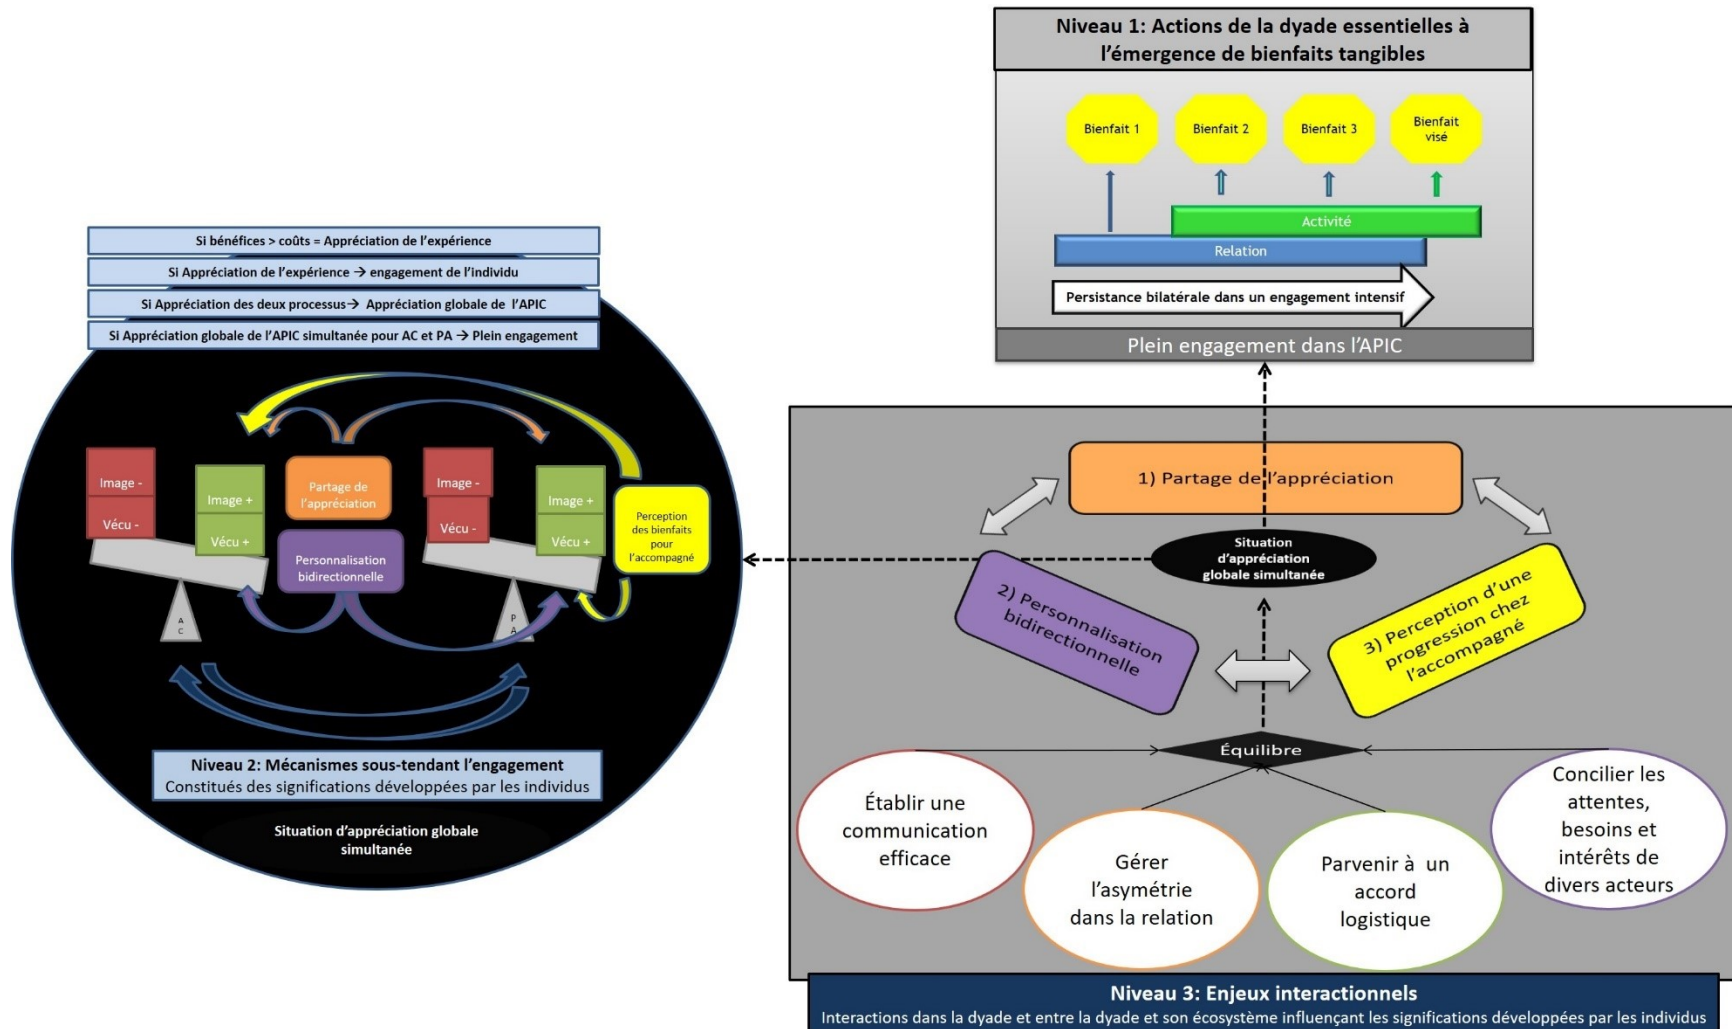 Niveau 1: Actions de la dyade essentielles à
l'émergence de bienfaits tangibles
Bienfait 1
Bienfait 2
Bienfait 3
Bienfait
visé
Activité
Relation
Persistance bilatérale dans un engagement intensif
Plein engagement dans l'APIC
Si bénéfices > coûts = Appréciation de l'expérience
Si Appréciation de l'expérience → engagement de l'individu
Si Appréciation des deux processus→ Appréciation globale de l'APIC
Si Appréciation globale de l'APIC simultanée pour AC et PA → Plein engagement
Image -
Vécu -
Image +
Vécu +
Partage de
l'appréciation
Personnalisation
bidirectionnelle
Image -
Vécu -
Image +
Vécu +
Perception
des bienfaits
pour
l'accompagné
A
C
P
A
Niveau 2: Mécanismes sous-tendant l'engagement
Constitués des significations développées par les individus
Situation d'appréciation globale
simultanée
1) Partage de l'appréciation
Situation
d'appréciation
globale simultanée
2) Personnalisation
bidirectionnelle
3) Perception d'une
progression chez
l'accompagné
Équilibre
Établir une
communication
efficace
Gérer
l'asymétrie
dans la relation
Parvenir à un
accord
logistique
Concilier les
attentes,
besoins et
intérêts de
divers acteurs
Niveau 3: Enjeux interactionnels
Interactions dans la dyade et entre la dyade et son écosystème influençant les significations développées par les individus